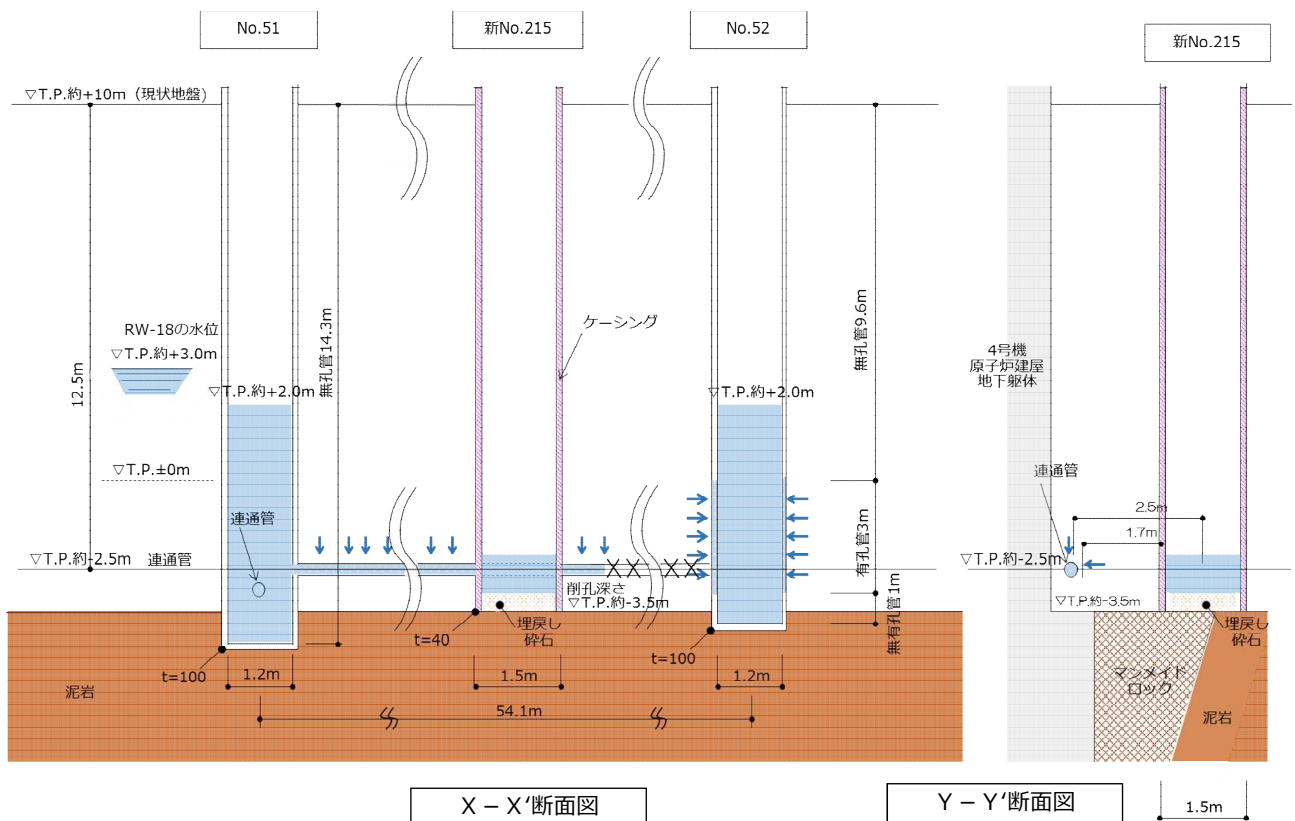 No.51
新No.215
No.52
新No.215
▽T.P.約+10m（現状地盤）
RW-18の水位
▽T.P.約+3.0m
12.5m
▽T.P.約+2.0m
無孔管14.3m
ケーシング
▽T.P.約+2.0m
無孔管9.6m
4号機
原子炉建屋
地下躯体
▽T.P.±0m
連通管
連通管
2.5m
1.7m
▽T.P.約-2.5m
連通管
有孔管3m
▽T.P.約-2.5m
削孔深さ
▽T.P.約-3.5m
▽T.P.約-3.5m
無有孔管1m
埋戻し
砕石
埋戻し
砕石
t=40
t=100
t=100
1.2m
1.5m
1.2m
泥岩
マンメイド
ロック
泥岩
54.1m
X – X‘断面図
Y – Y‘断面図
1.5m